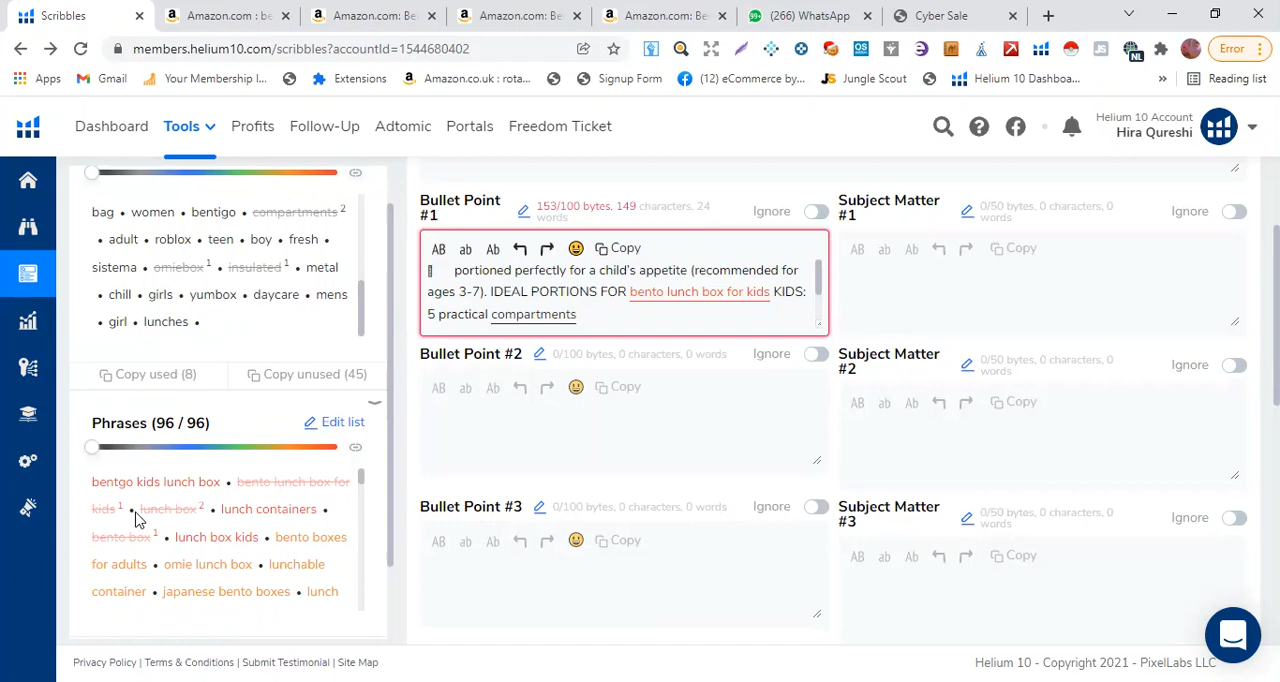 Scribbles
Amazon.com : be
Amazon.com: Be
Amazon.com: Be
Amazon.com: Be
99+
(266) WhatsApp
Cyber Sale
members.helium10.com/scribbles?accountId=1544680402
OS
JS
NL
Error
Apps
Gmail
Your Membership I...
Extensions
Amazon.co.uk : rota...
Signup Form
(12) eCommerce by...
JS Jungle Scout
Helium 10 Dashboa...
»
Reading list
Dashboard
Tools
Profits
Follow-Up
Adtomic
Portals
Freedom Ticket
Helium 10 Account
Hira Qureshi
bag • women • bentigo • compartments 2
• adult • roblox • teen • boy • fresh •
sistema • omiebox 1 • insulated 1 • metal
• chill • girls • yumbox • daycare • mens
• girl • lunches •
Copy used (8)
Copy unused (45)
Phrases (96 / 96)
Edit list
bentgo kids lunch box • bento lunch box for
kids 1 • lunch box 2 • lunch containers •
bento box 1 • lunch box kids • bento boxes
for adults • omie lunch box • lunchable
container • japanese bento boxes • lunch
Bullet Point
#1
153/100 bytes, 149 characters, 24
words
Ignore
AB ab Ab Copy
portioned perfectly for a child's appetite (recommended for
ages 3-7). IDEAL PORTIONS FOR bento lunch box for kids KIDS:
5 practical compartments
Subject Matter
#1
0/50 bytes, 0 characters, 0
words
Ignore
AB ab Ab Copy
Bullet Point #2
0/100 bytes, 0 characters, 0 words
Ignore
AB ab Ab Copy
Subject Matter
#2
0/50 bytes, 0 characters, 0
words
Ignore
AB ab Ab Copy
Bullet Point #3
0/100 bytes, 0 characters, 0 words
Ignore
AB ab Ab Copy
Subject Matter
#3
0/50 bytes, 0 characters, 0
words
Ignore
AB ab Ab Copy
Privacy Policy | Terms & Conditions | Submit Testimonial | Site Map
Helium 10 - Copyright 2021 - PixelLabs LLC